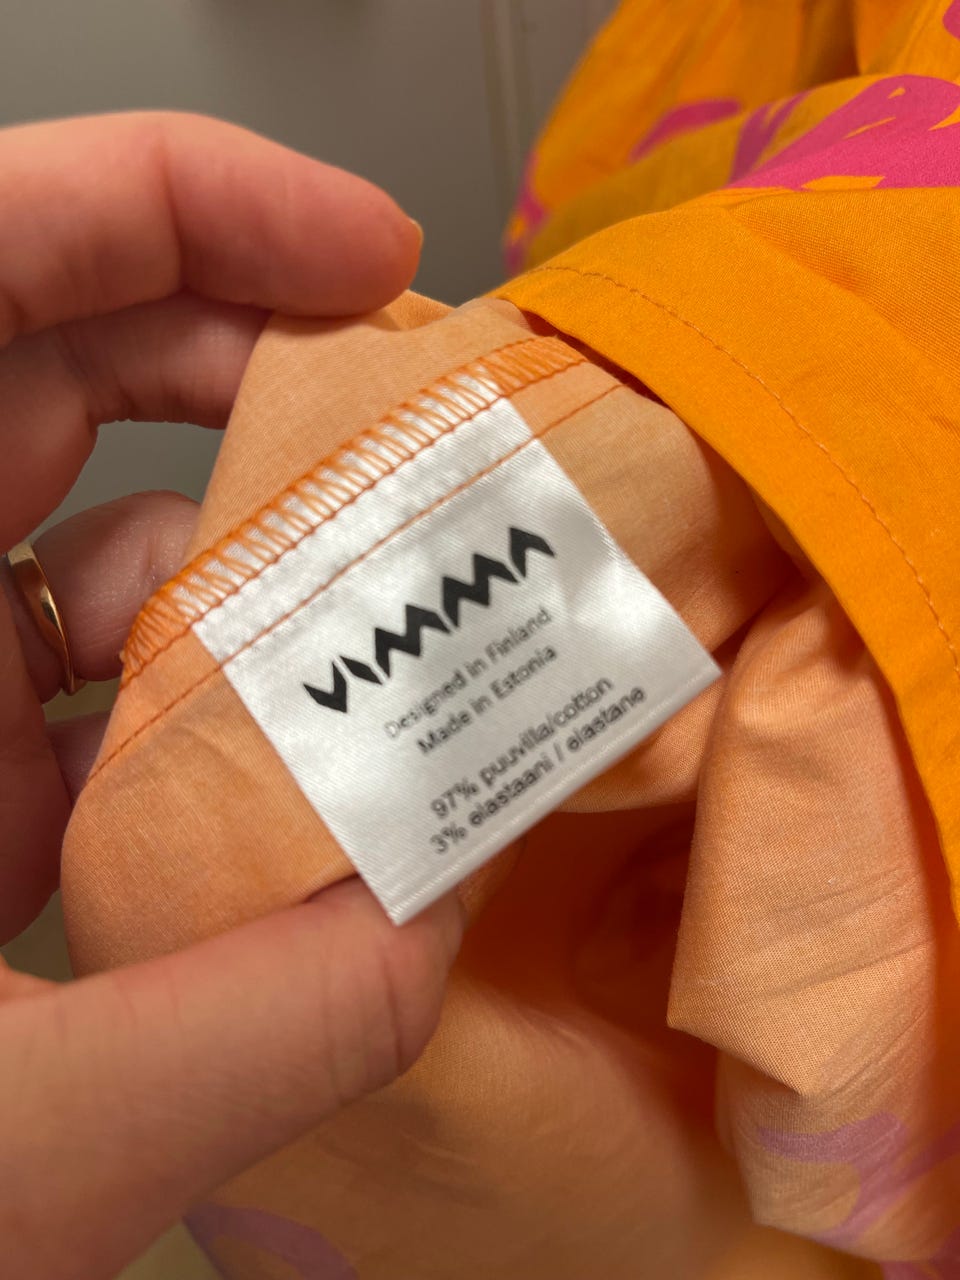 VIMMA
Designed in Finland
Made in Estonia
97% puuvilla/cotton
3% elastaani / elastane